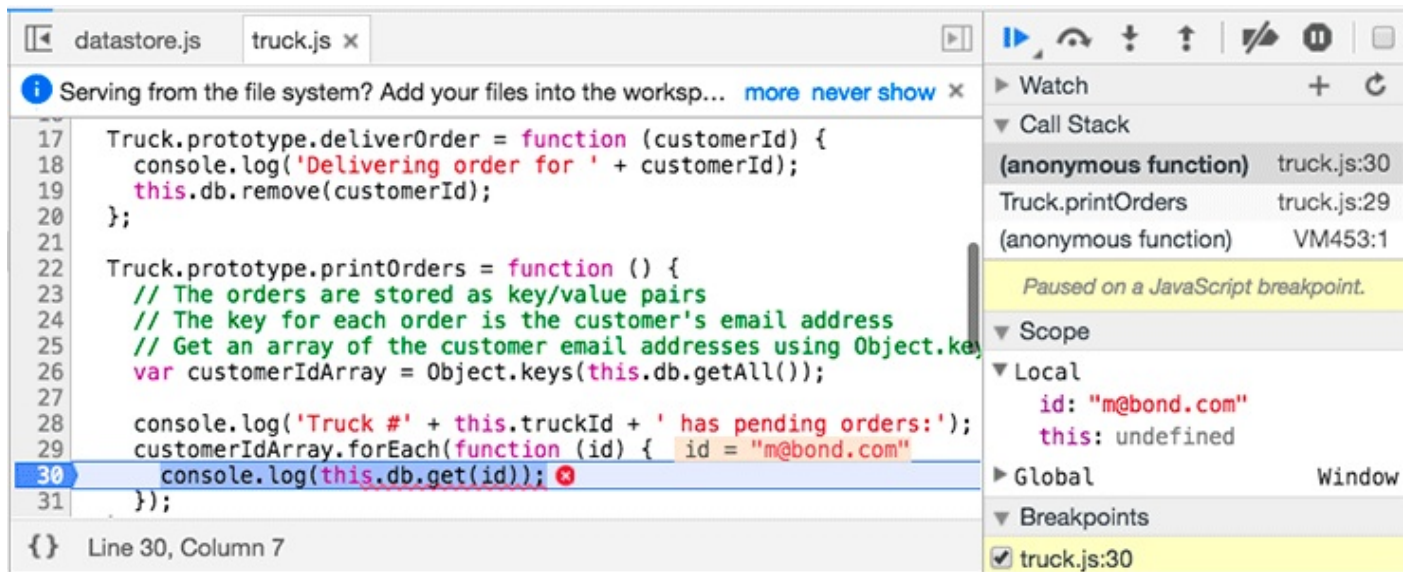 datastore.js truck.js ×
Serving from the file system? Add your files into the worksp... more never show ×
17 Truck.prototype.deliverOrder = function (customerId) {
18 console.log('Delivering order for ' + customerId);
19 this.db.remove(customerId);
20 };
21
22 Truck.prototype.printOrders = function () {
23 // The orders are stored as key/value pairs
24 // The key for each order is the customer's email address
25 // Get an array of the customer email addresses using Object.key
26 var customerIdArray = Object.keys(this.db.getAll());
27
28 console.log('Truck #' + this.truckId + ' has pending orders:');
29 customerIdArray.forEach(function (id) { id = "m@bond.com"
30 console.log(this.db.get(id));
31 });
{} Line 30, Column 7
Watch
Call Stack
(anonymous function) truck.js:30
Truck.printOrders truck.js:29
(anonymous function) VM453:1
Paused on a JavaScript breakpoint.
Scope
Local
id: "m@bond.com"
this: undefined
Global Window
Breakpoints
truck.js:30